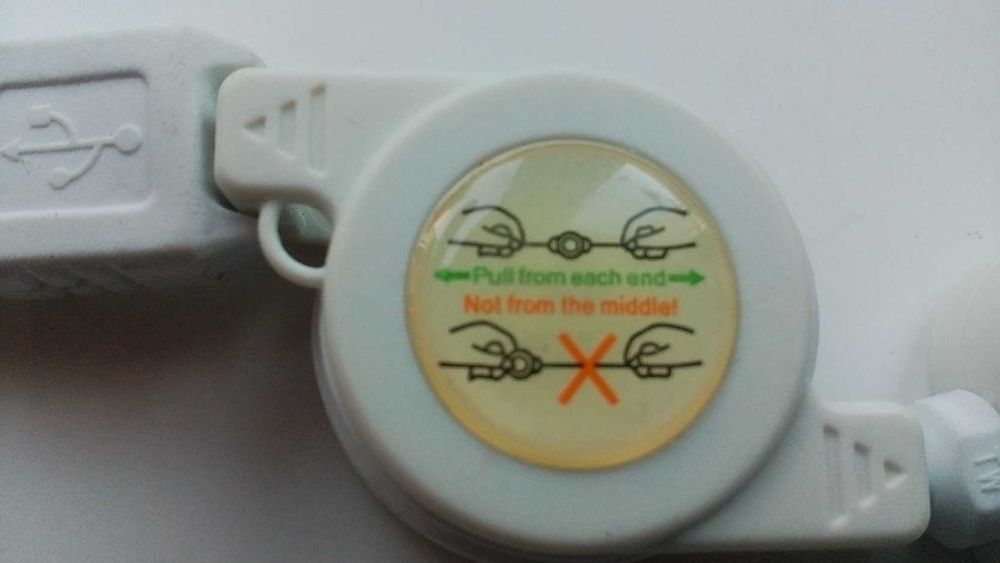 Pull from each end
Not from the middle!